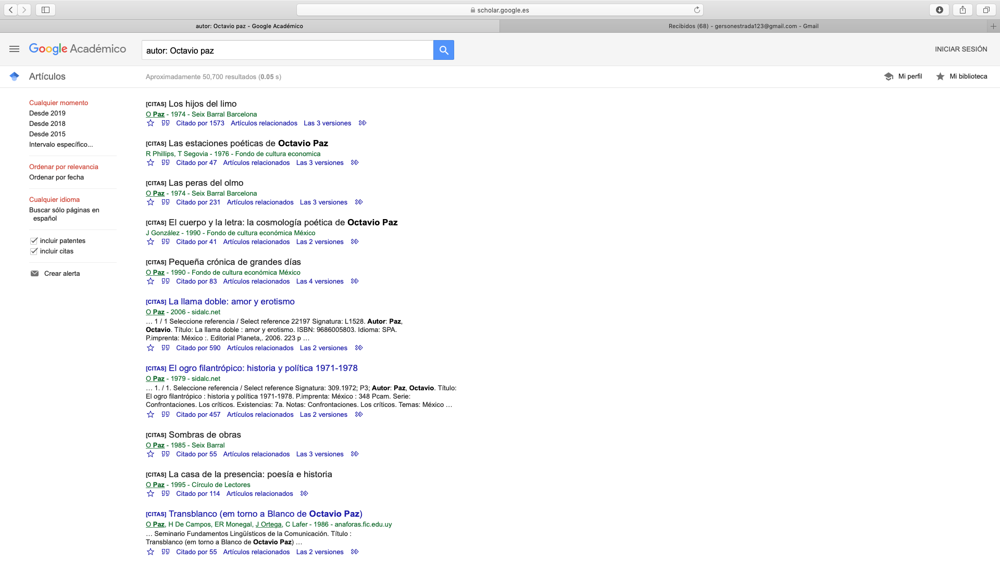 scholar.google.es
autor: Octavio paz - Google Académico
Recibidos (68) - gersonestrada123@gmail.com - Gmail
Google Académico
autor: Octavio paz
INICIAR SESIÓN
Artículos
Aproximadamente 50,700 resultados (0.05 s)
Mi perfil
Mi biblioteca
Cualquier momento
Desde 2019
Desde 2018
Desde 2015
Intervalo específico...
Ordenar por relevancia
Ordenar por fecha
Cualquier idioma
Buscar sólo páginas en
español
incluir patentes
incluir citas
Crear alerta
[CITAS] Los hijos del limo
O Paz - 1974 - Seix Barral Barcelona
Citado por 1573 Artículos relacionados Las 3 versiones
[CITAS] Las estaciones poéticas de Octavio Paz
R Phillips, T Segovia - 1976 - Fondo de cultura economica
Citado por 47 Artículos relacionados Las 3 versiones
[CITAS] Las peras del olmo
O Paz - 1974 - Seix Barral Barcelona
Citado por 231 Artículos relacionados Las 3 versiones
[CITAS] El cuerpo y la letra: la cosmología poética de Octavio Paz
J González - 1990 - Fondo de cultura económica México
Citado por 41 Artículos relacionados Las 2 versiones
[CITAS] Pequeña crónica de grandes días
O Paz - 1990 - Fondo de cultura económica México
Citado por 83 Artículos relacionados Las 4 versiones
[CITAS] La llama doble: amor y erotismo
O Paz - 2006 - sidalc.net
… 1 / 1 Seleccione referencia / Select reference 22197 Signatura: L1528. Autor: Paz,
Octavio. Título: La llama doble : amor y erotismo. ISBN: 9686005803. Idioma: SPA.
P.imprenta: México :. Editorial Planeta,. 2006. 223 p …
Citado por 590 Artículos relacionados Las 2 versiones
[CITAS] El ogro filantrópico: historia y política 1971-1978
O Paz - 1979 - sidalc.net
… 1. / 1. Seleccione referencia / Select reference Signatura: 309.1972; P3; Autor: Paz, Octavio. Título:
El ogro filantrópico : historia y política 1971-1978. P.imprenta: México : 348 Pcam. Serie:
Confrontaciones. Los críticos. Existencias: 7a. Notas: Confrontaciones. Los críticos. Temas: México …
Citado por 457 Artículos relacionados Las 2 versiones
[CITAS] Sombras de obras
O Paz - 1985 - Seix Barral
Citado por 55 Artículos relacionados Las 3 versiones
[CITAS] La casa de la presencia: poesía e historia
O Paz - 1995 - Círculo de Lectores
Citado por 114 Artículos relacionados
[CITAS] Transblanco (em torno a Blanco de Octavio Paz)
O Paz, H De Campos, ER Monegal, J Ortega, C Lafer - 1986 - anaforas.fic.edu.uy
… Seminario Fundamentos Lingüísticos de la Comunicación. Título :
Transblanco (em torno a Blanco de Octavio Paz) …
Citado por 55 Artículos relacionados Las 2 versiones